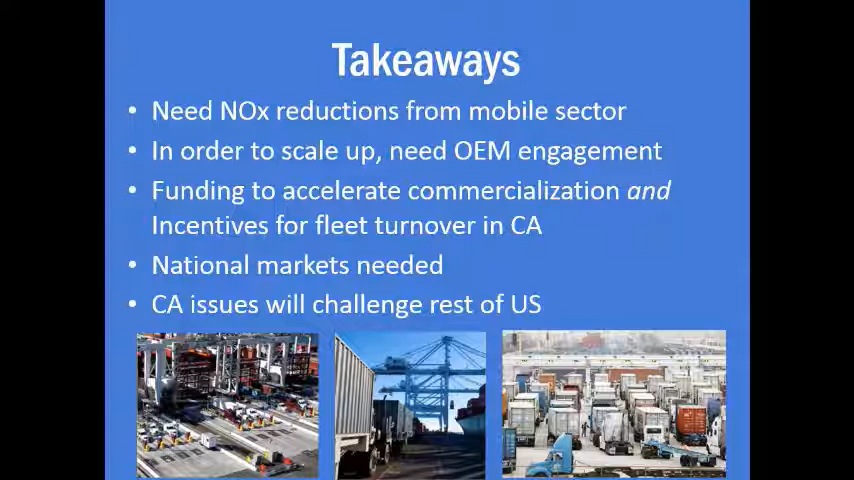 Takeaways
• Need NOx reductions from mobile sector
• In order to scale up, need OEM engagement
• Funding to accelerate commercialization and
Incentives for fleet turnover in CA
• National markets needed
• CA issues will challenge rest of US